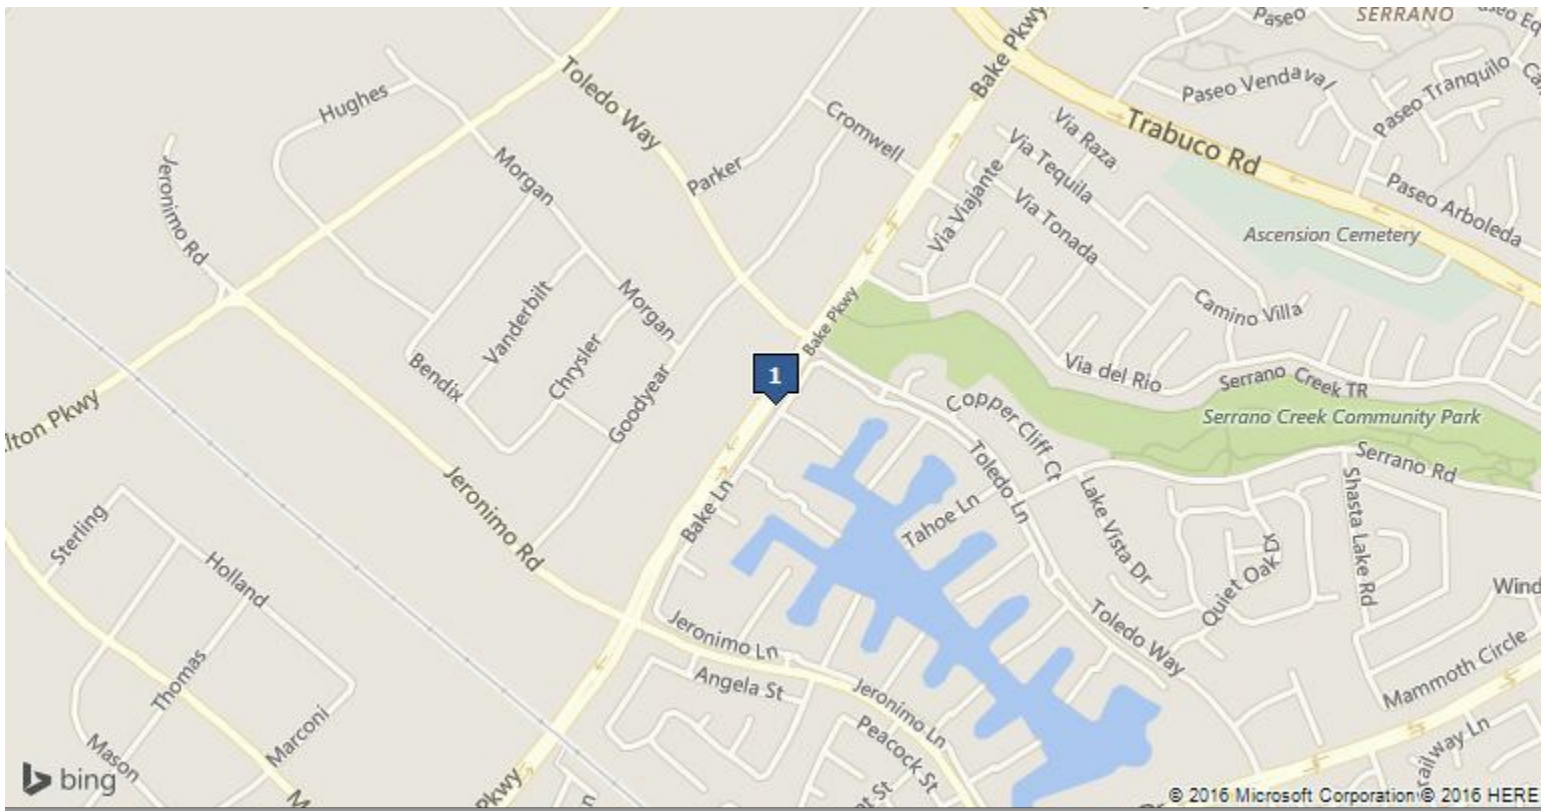 Paseo
SERRANO
Bake Pkwy
Toledo Way
Hughes
Paseo Vendaval
Paseo Tranquilo
Cromwell
Via Raza
Trabuco Rd
Via Tequila
Jeronimo Rd
Morgan
Parker
Paseo Arboleda
Via Viajante
Via Tonada
Ascension Cemetery
Vanderbilt
Morgan
Bake Pkwy
Camino Villa
Chrysler
Bendix
1
Via del Rio
Serrano Creek TR
lton Pkwy
Goodyear
Copper Cliff Ct
Serrano Creek Community Park
Serrano Rd
Jeronimo Rd
Bake Ln
Toledo Ln
Tahoe Ln
Lake Vista Dr
Shasta Lake Rd
Sterling
Holland
Quiet Oak Dr
Wind
Toledo Way
Jeronimo Ln
Angela St
Thomas
Mammoth Circle
Jeronimo Ln
Marconi
Peacock St
Mason
railway Ln
bing
Pkwy
St
© 2016 Microsoft Corporation © 2016 HERE